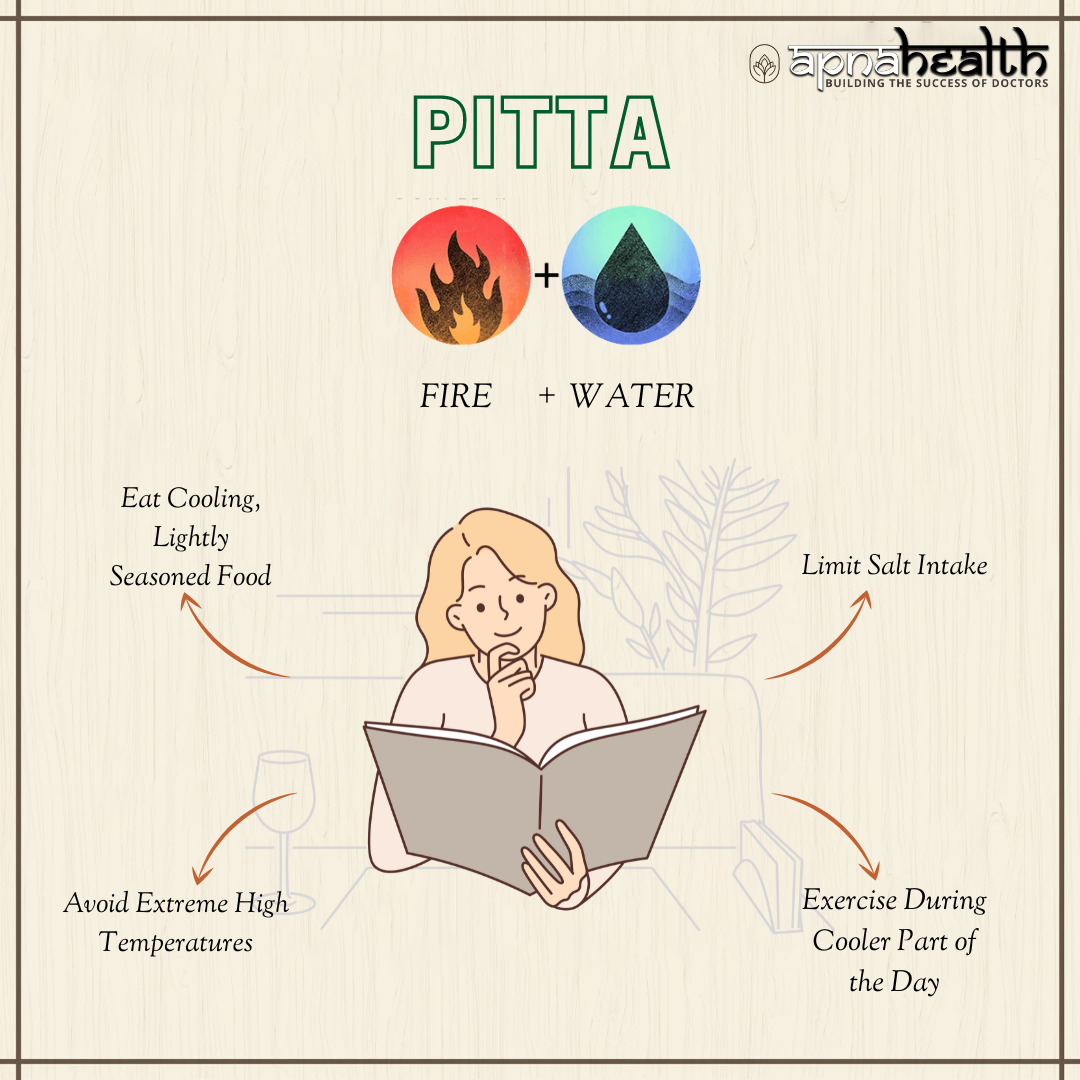 apnahealth
BUILDING THE SUCCESS OF DOCTORS
PITTA
+
FIRE + WATER
Eat Cooling,
Lightly
Seasoned Food
Limit Salt Intake
Avoid Extreme High
Temperatures
Exercise During
Cooler Part of
the Day